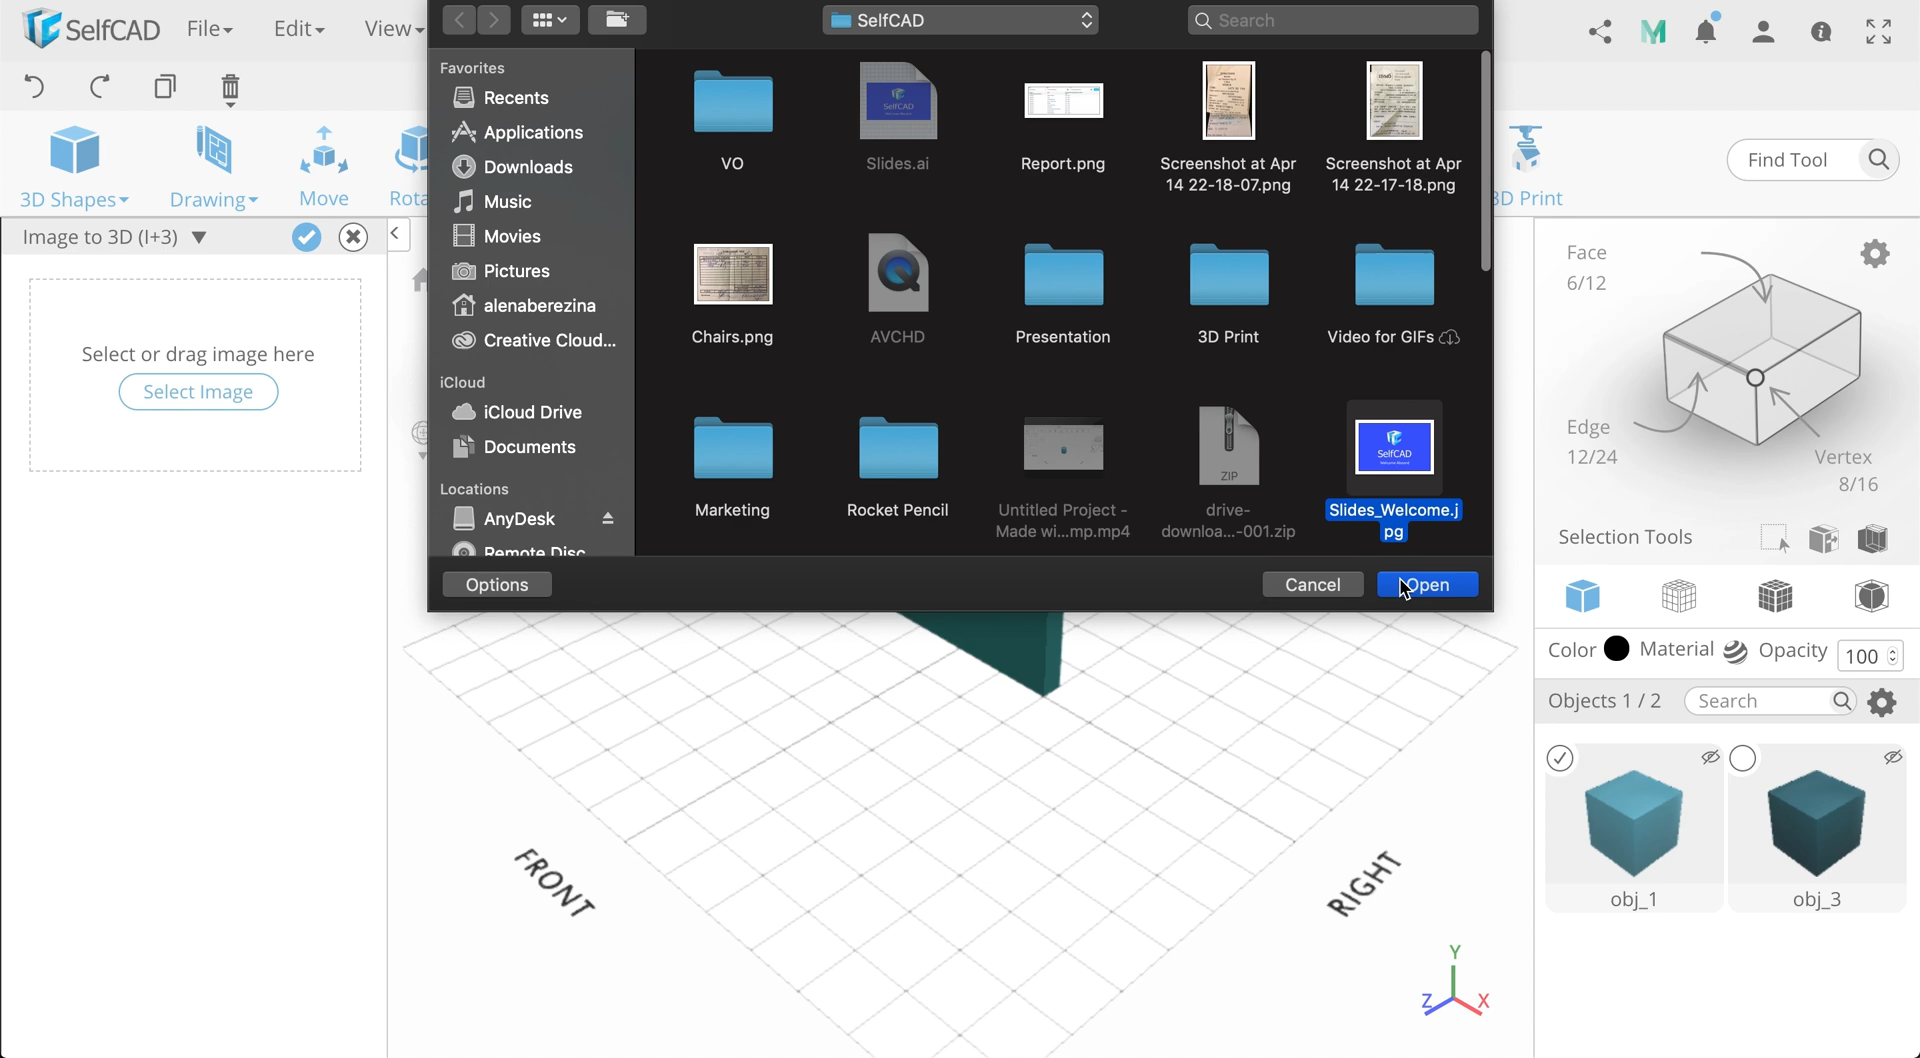 SelfCAD
File
Edit
View
SelfCAD
Search
3D Shapes
Drawing
Move
3D Print
Find Tool
Image to 3D (I+3)
Select or drag image here
Select Image
Favorites
Recents
Applications
Downloads
Music
Movies
Pictures
alenaberezina
Creative Cloud...
iCloud
iCloud Drive
Documents
Locations
AnyDesk
Remote Disc
VO
SelfCAD
Slides.ai
Report.png
Screenshot at Apr
14 22-18-07.png
Screenshot at Apr
14 22-17-18.png
Chairs.png
AVCHD
Presentation
3D Print
Video for GIFs
Marketing
Rocket Pencil
Untitled Project -
Made wi...mp.mp4
ZIP
drive-
downloa...-001.zip
SelfCAD
Slides_Welcome.j
pg
Options
Cancel
Open
Face
6/12
Edge
12/24
Vertex
8/16
Selection Tools
Color
Material
Opacity
100
Objects 1 / 2
Search
obj_1
obj_3
FRONT
RIGHT
Y
Z
X